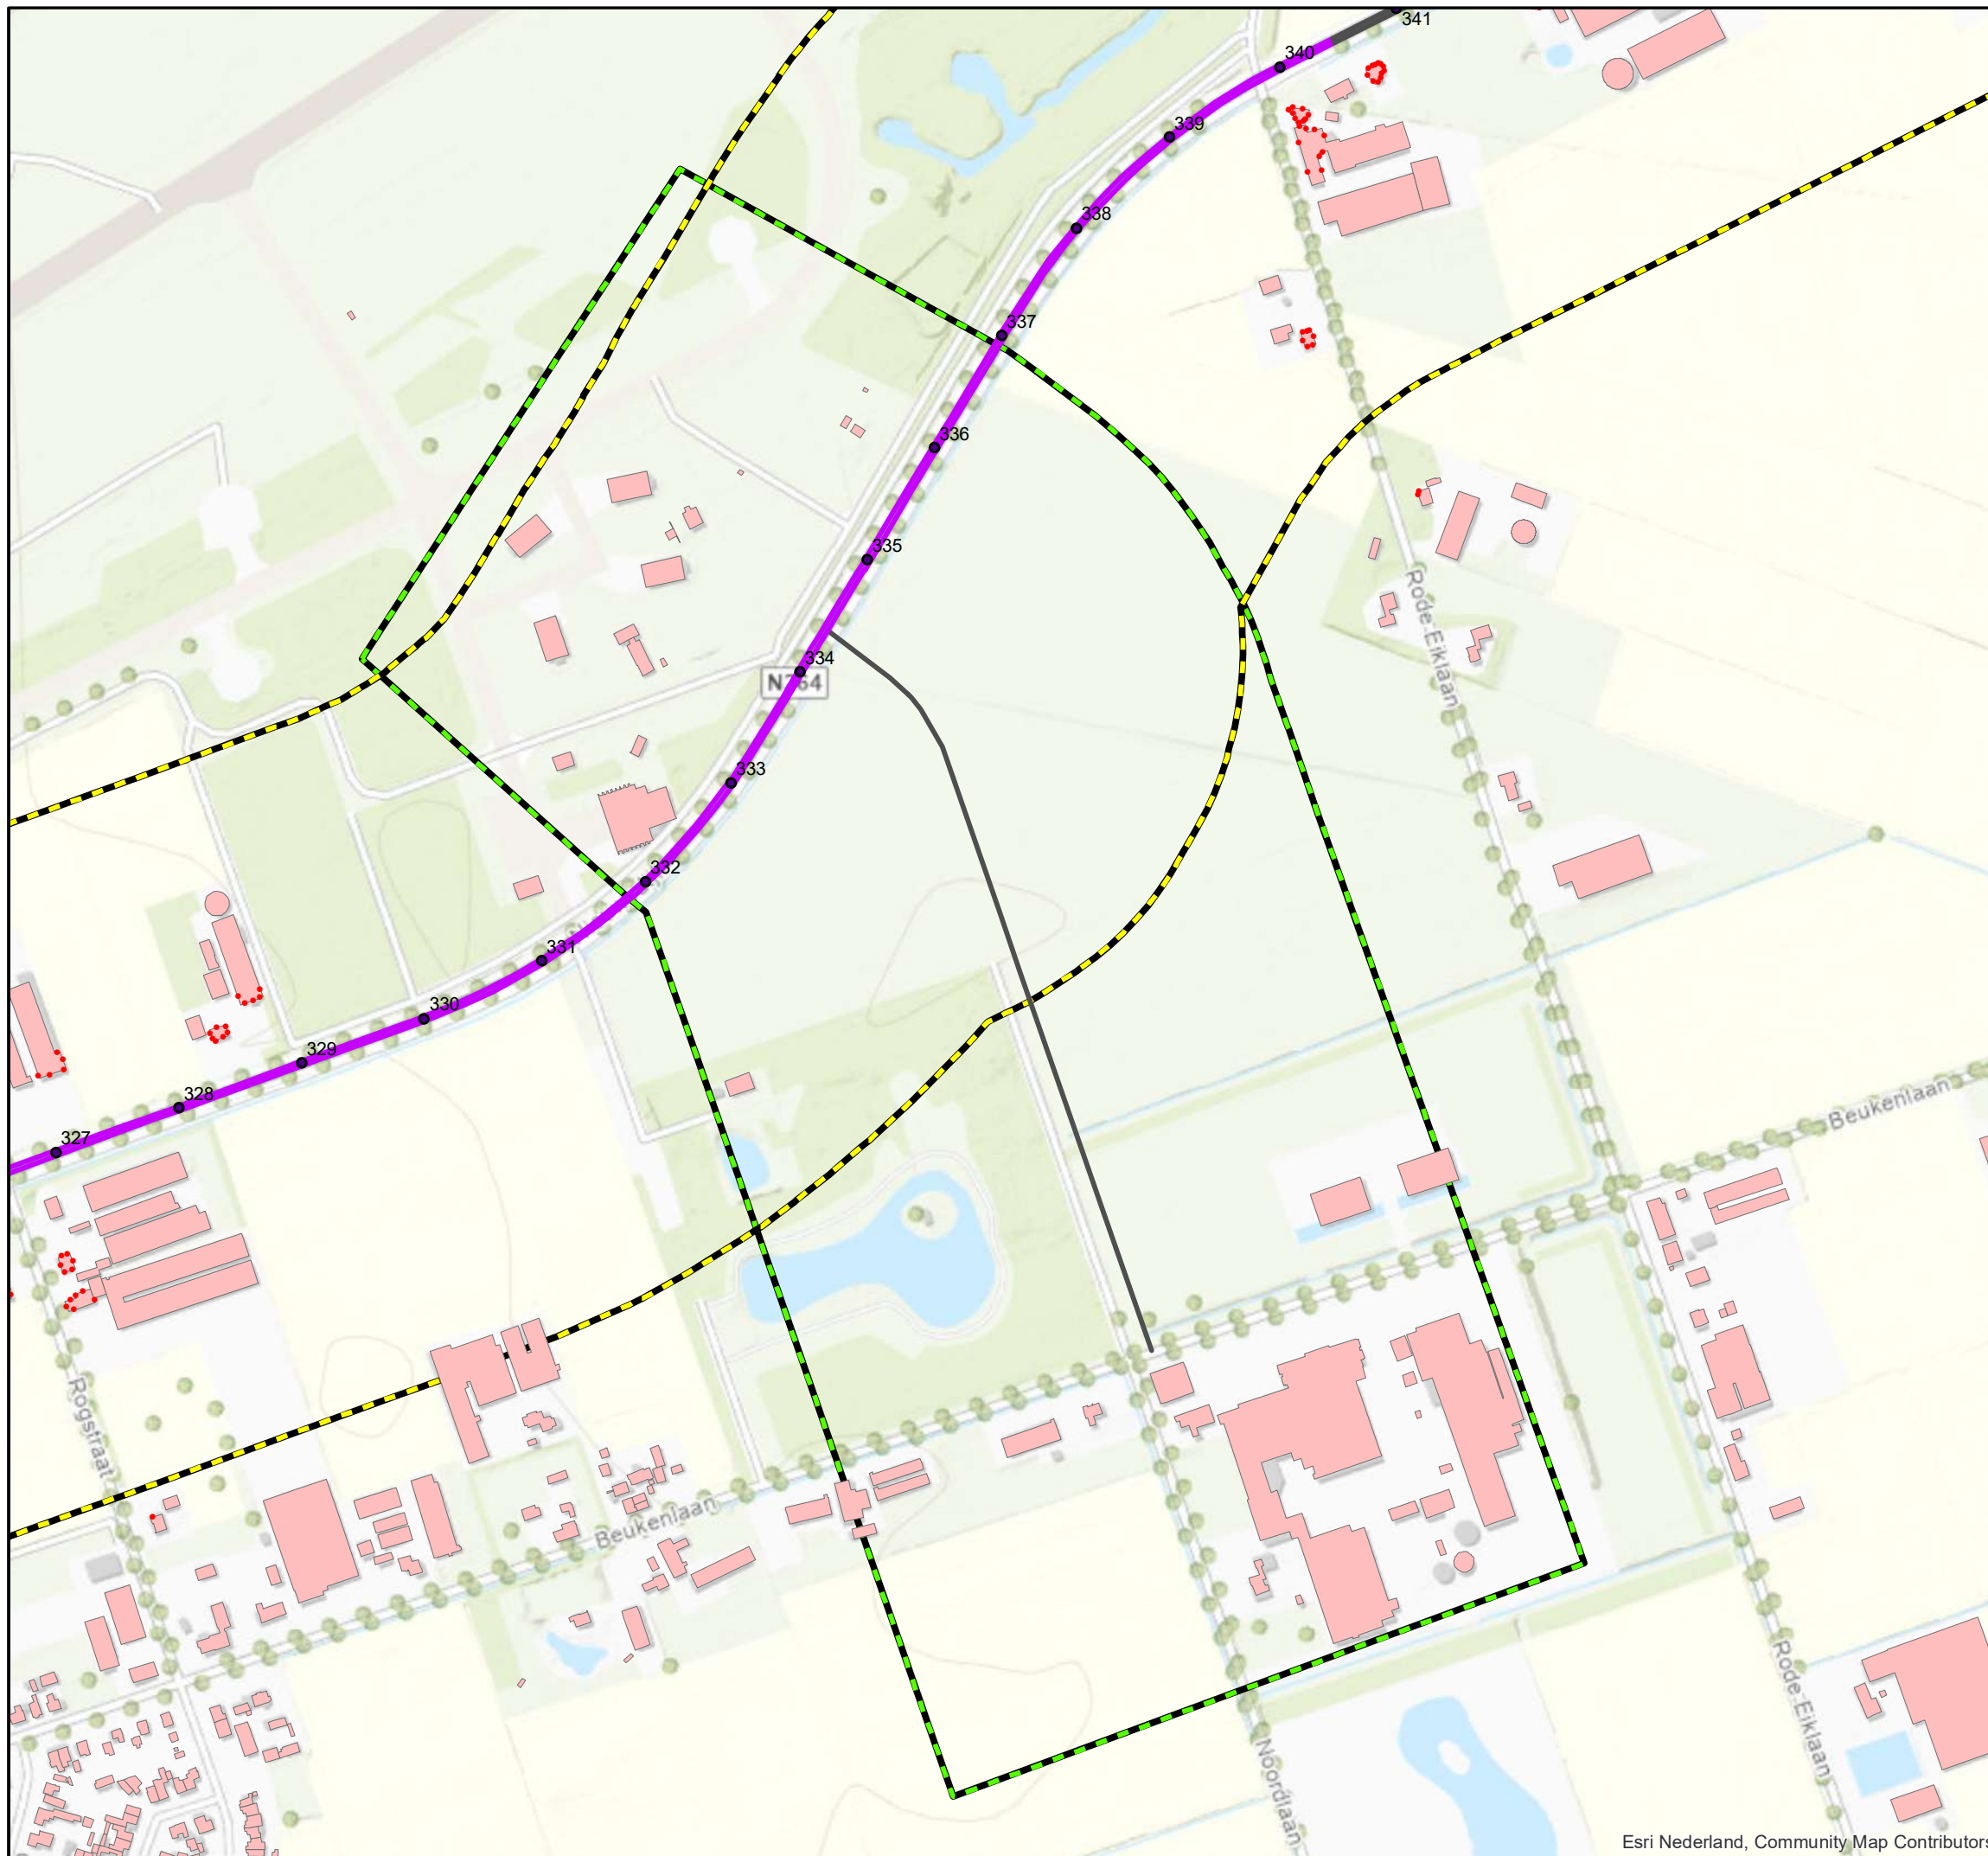 341
340
339
338
337
336
335
334
N264
333
332
331
330
329
328
327
Rode Eiklaan
Beukenlaan
Rogstraat
Beukenlaan
Rode Eiklaan
Noordlaan
Esri Nederland, Community Map Contributors